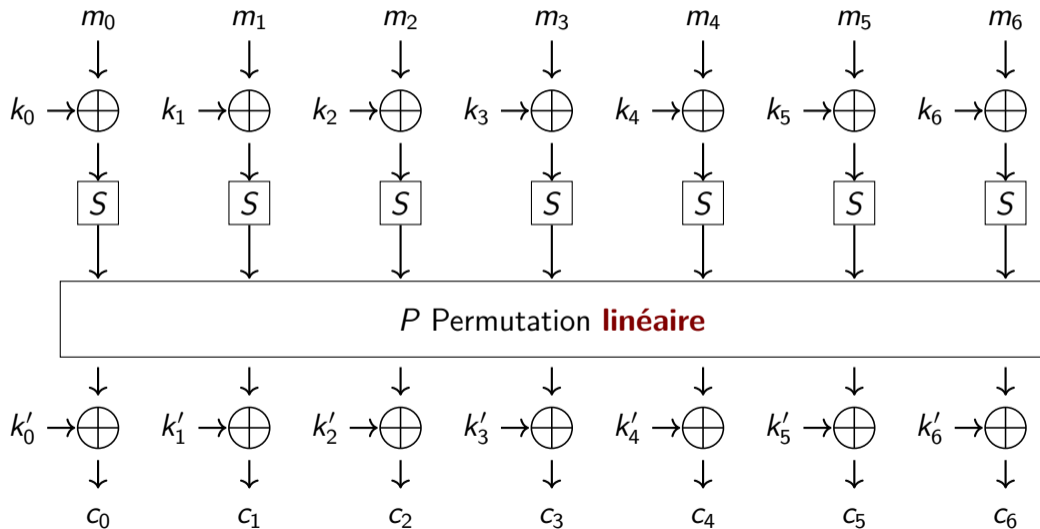 m₀ m₁ m₂ m₃ m₄ m₅ m₆
k₀ k₁ k₂ k₃ k₄ k₅ k₆
S S S S S S S
P Permutation linéaire
k′₀ k′₁ k′₂ k′₃ k′₄ k′₅ k′₆
c₀ c₁ c₂ c₃ c₄ c₅ c₆